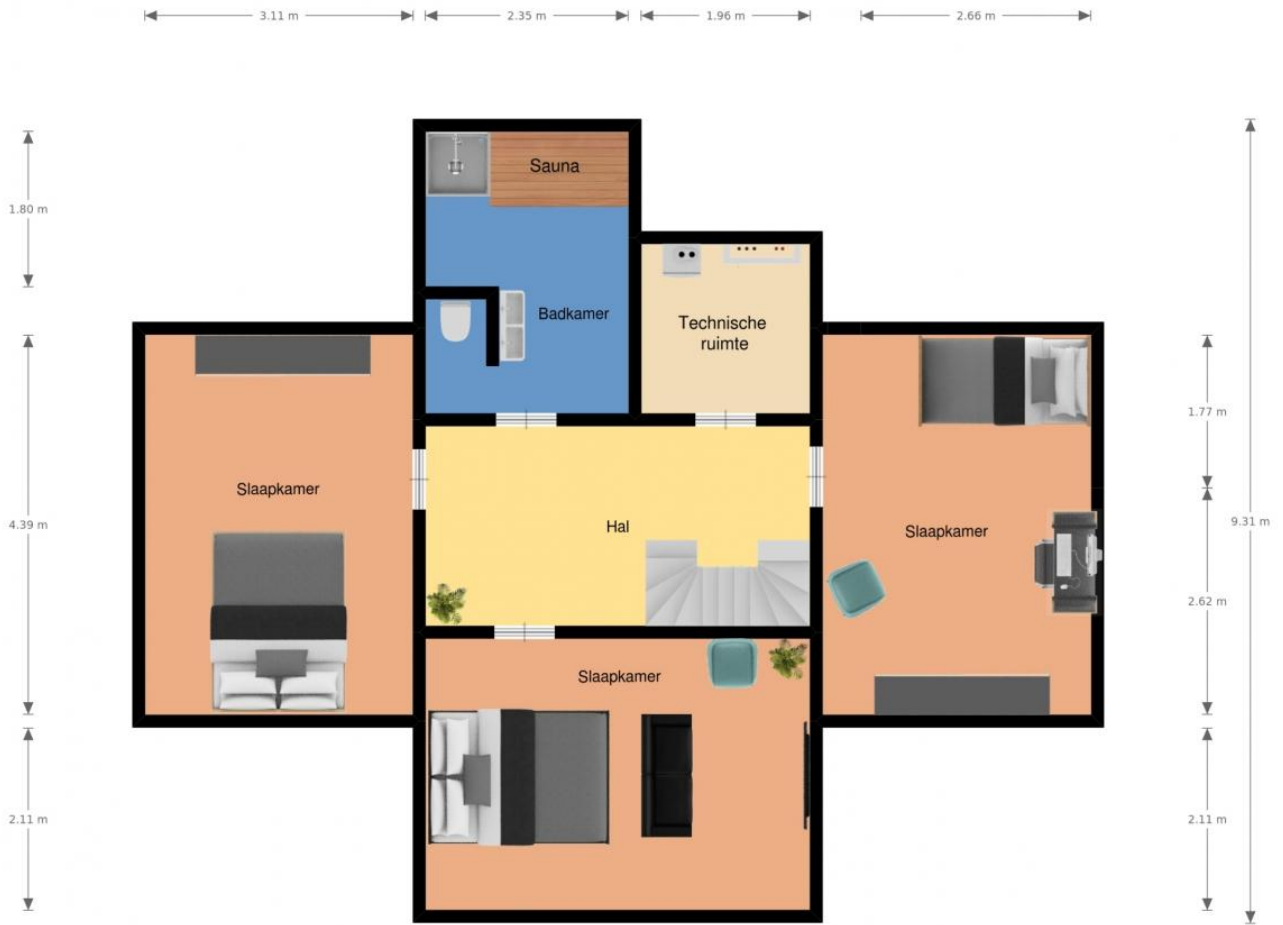 3.11 m
2.35 m
1.96 m
2.66 m
Sauna
1.80 m
Badkamer
Technische
ruimte
1.77 m
Slaapkamer
4.39 m
Hal
Slaapkamer
9.31 m
2.62 m
Slaapkamer
2.11 m
2.11 m